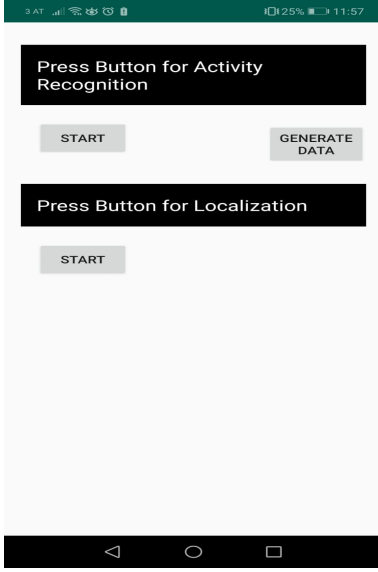 3 AT 25% 11:57
Press Button for Activity
Recognition
START
GENERATE
DATA
Press Button for Localization
START